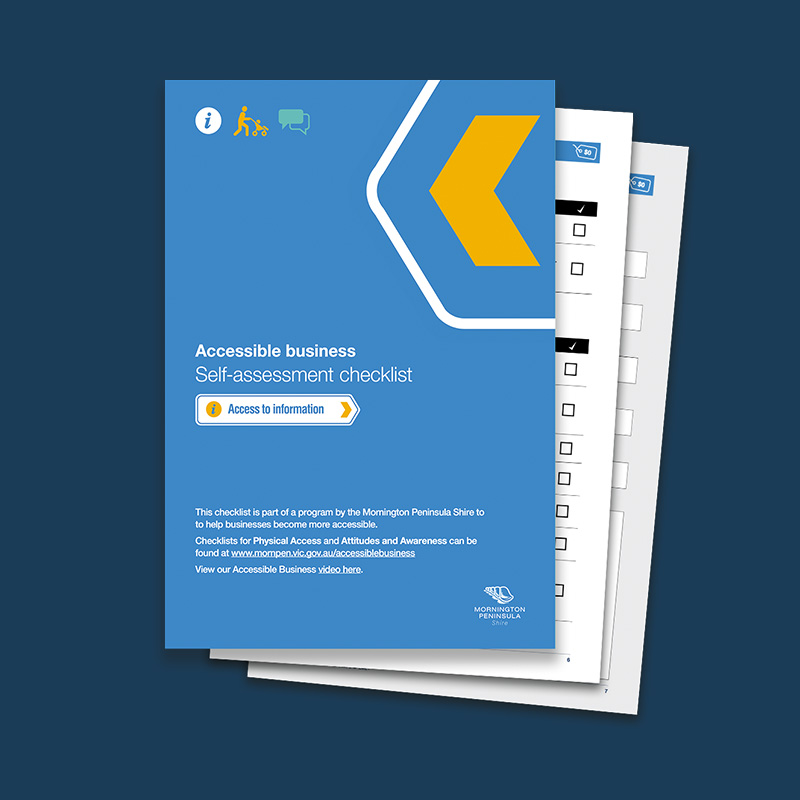 i
$0
$0
Accessible business
Self-assessment checklist
i Access to information
This checklist is part of a program by the Mornington Peninsula Shire to
to help businesses become more accessible.
Checklists for Physical Access and Attitudes and Awareness can be
found at www.mornpen.vic.gov.au/accessiblebusiness
View our Accessible Business video here.
MORNINGTON
PENINSULA
Shire
6
7